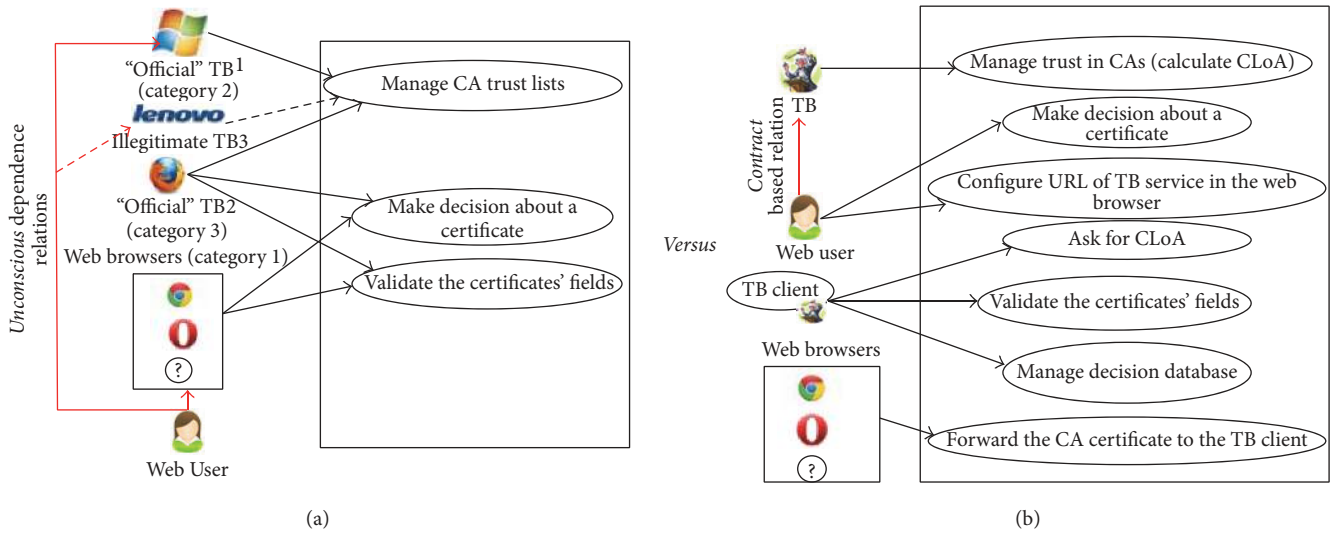 "Official" TB1
(category 2)
lenovo
Illegitimate TB3
"Official" TB2
(category 3)
Web browsers (category 1)
?
Web User
Unconscious dependence
relations
Manage CA trust lists
Make decision about a
certificate
Validate the certificates' fields
(a)
Versus
TB
Contract
based relation
Web user
TB client
Web browsers
?
Manage trust in CAs (calculate CLoA)
Make decision about a
certificate
Configure URL of TB service in the web
browser
Ask for CLoA
Validate the certificates' fields
Manage decision database
Forward the CA certificate to the TB client
(b)